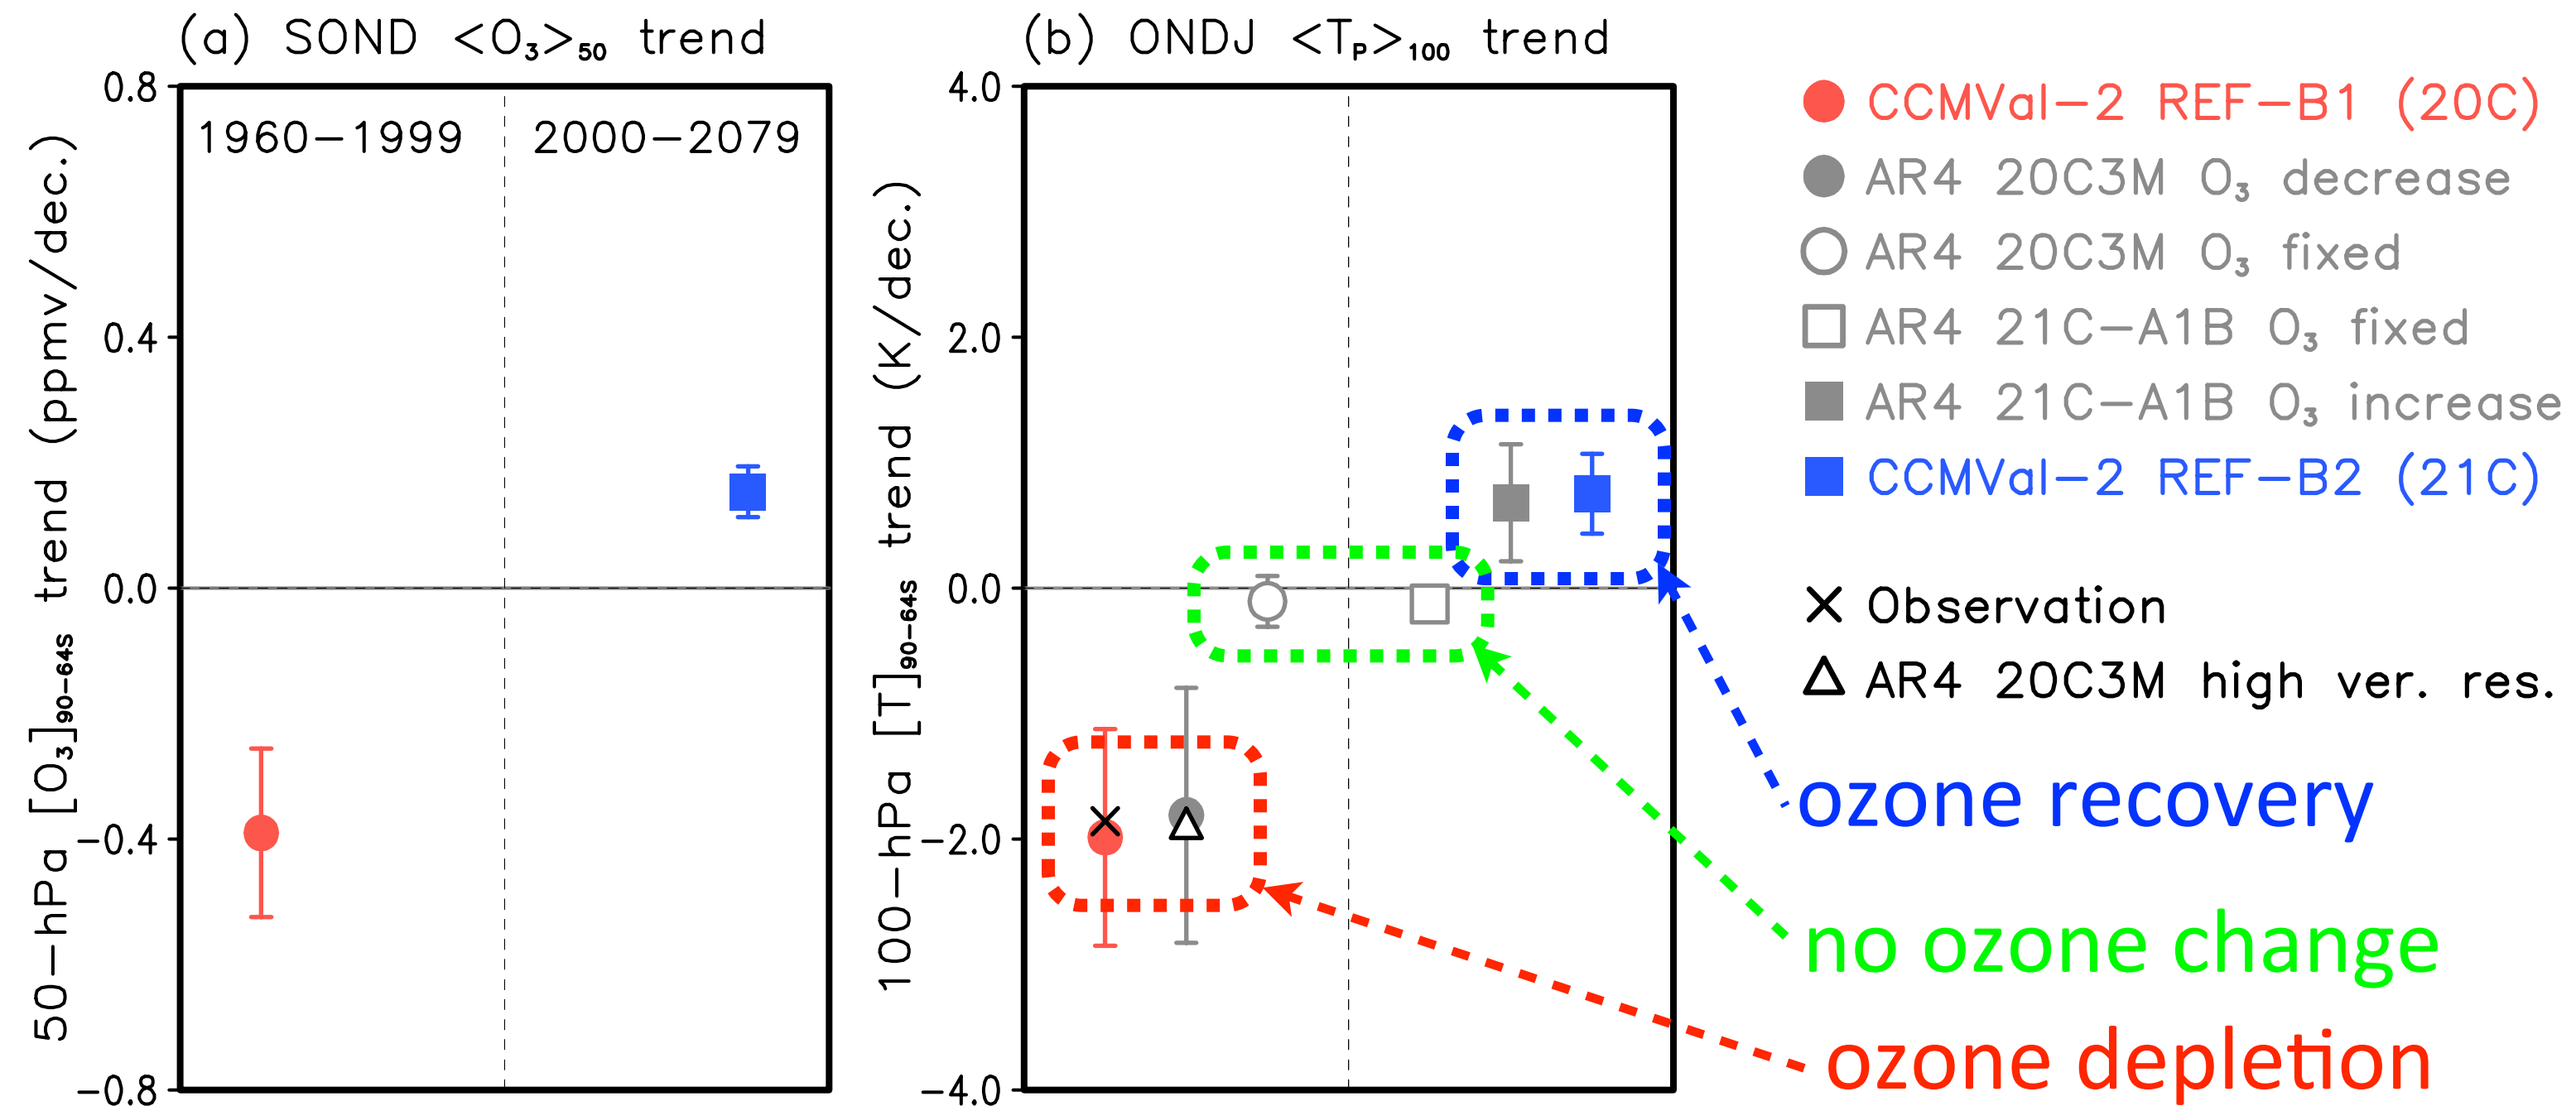 (a) SOND <O₃>₅₀ trend
(b) ONDJ <Tₚ>₁₀₀ trend
50-hPa [O₃]₉₀₋₆₄ₛ trend (ppmv/dec.)
0.8
0.4
0.0
-0.4
-0.8
1960-1999
2000-2079
100-hPa [T]₉₀₋₆₄ₛ trend (K/dec.)
4.0
2.0
0.0
-2.0
-4.0
CCMVal-2 REF-B1 (20C)
AR4 20C3M O₃ decrease
AR4 20C3M O₃ fixed
AR4 21C-A1B O₃ fixed
AR4 21C-A1B O₃ increase
CCMVal-2 REF-B2 (21C)
Observation
AR4 20C3M high ver. res.
ozone recovery
no ozone change
ozone depletion